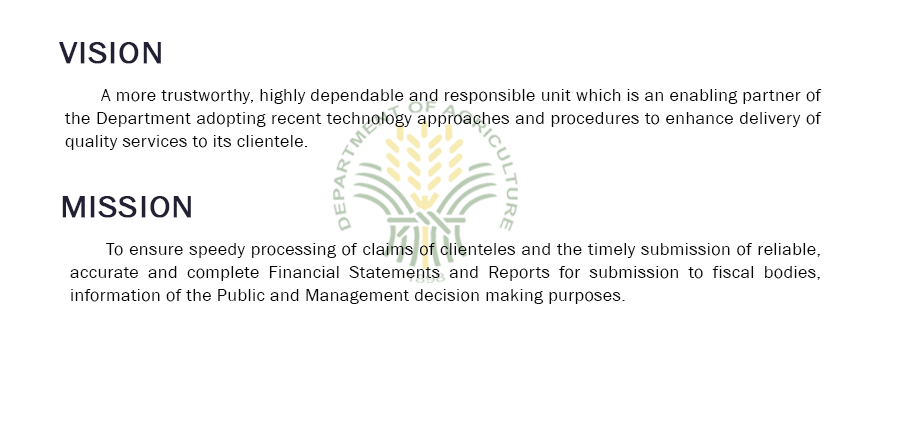 VISION
A more trustworthy, highly dependable and responsible unit which is an enabling partner of
the Department adopting recent technology approaches and procedures to enhance delivery of
quality services to its clientele.
DEPARTMENT OF AGRICULTURE
MISSION
To ensure speedy processing of claims of clienteles and the timely submission of reliable,
accurate and complete Financial Statements and Reports for submission to fiscal bodies,
information of the Public and Management decision making purposes.
1898